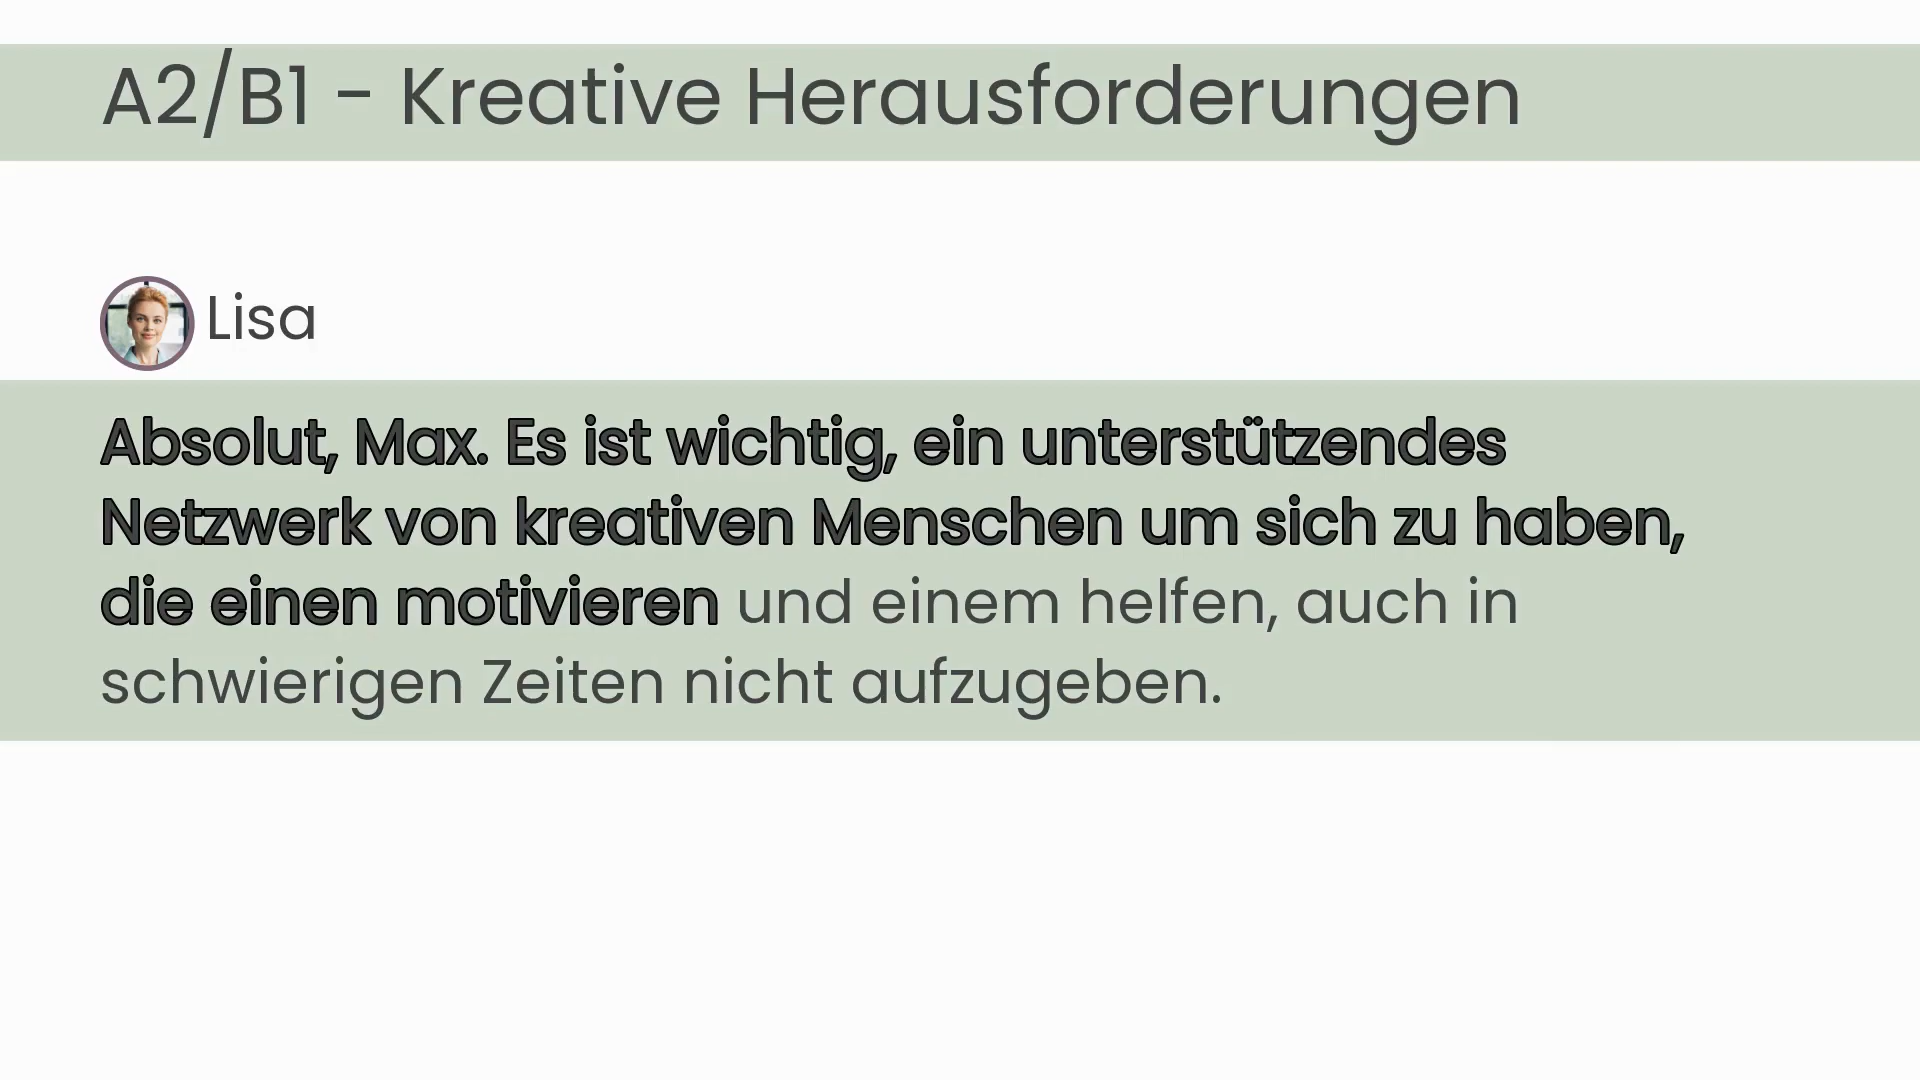 A2/B1 - Kreative Herausforderungen
Lisa
Absolut, Max. Es ist wichtig, ein unterstützendes
Netzwerk von kreativen Menschen um sich zu haben,
die einen motivieren und einem helfen, auch in
schwierigen Zeiten nicht aufzugeben.